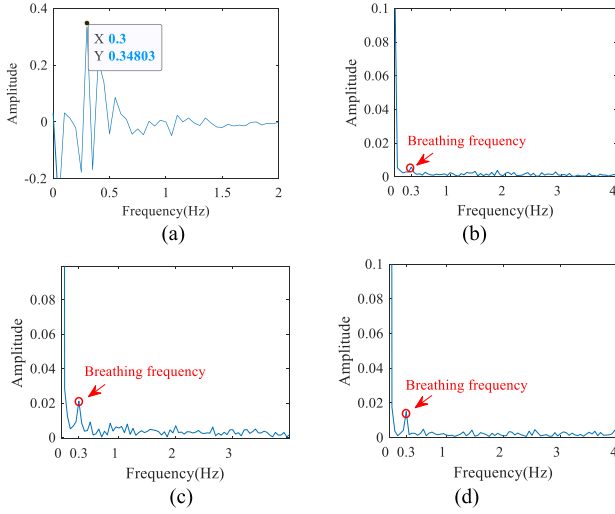 0.4
0.2
0
-0.2
Amplitude
X 0.3
Y 0.34803
0 0.5 1 1.5 2
Frequency(Hz)
(a)
0.1
0.08
0.06
0.04
0.02
0
Amplitude
Breathing frequency
0 0.3 1 2 3 4
Frequency(Hz)
(b)
0.08
0.06
0.04
0.02
0
Amplitude
Breathing frequency
0 0.3 1 2 3
Frequency(Hz)
(c)
0.1
0.08
0.06
0.04
0.02
0
Amplitude
Breathing frequency
0 0.3 1 2 3 4
Frequency(Hz)
(d)